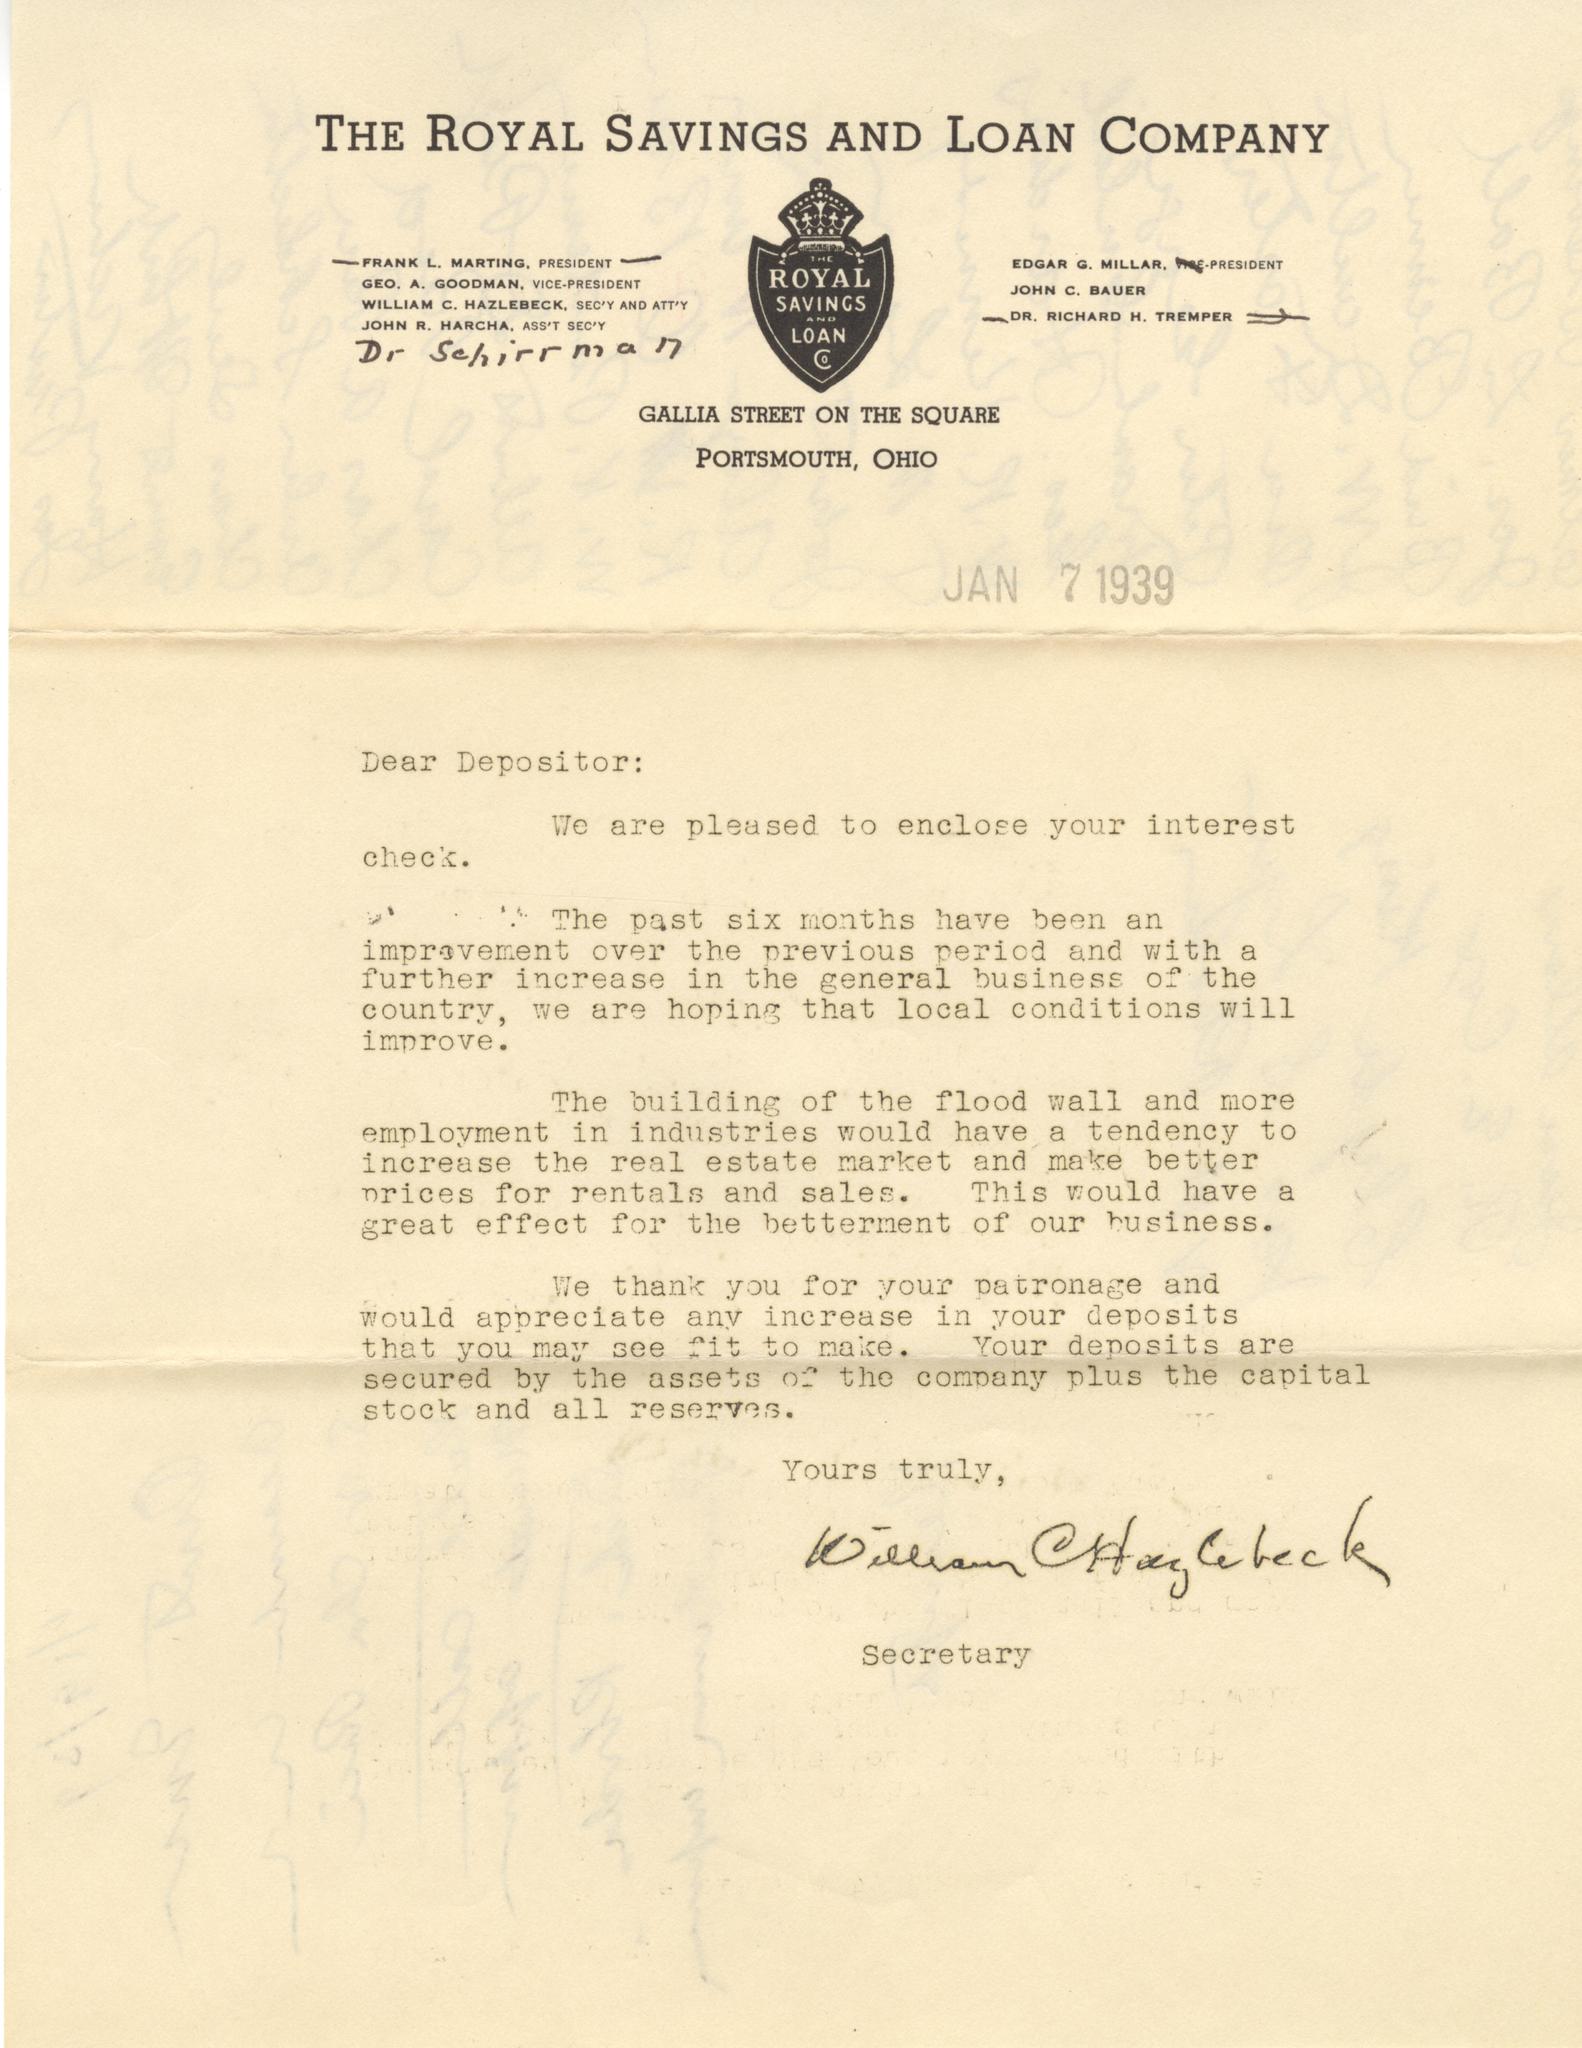 THE ROYAL SAVINGS AND LOAN COMPANY
FRANK L. MARTING, PRESIDENT
GEO. A. GOODMAN, VICE-PRESIDENT
WILLIAM C. HAZLEBECK, SEC'Y AND ATT'Y
JOHN R. HARCHA, ASS'T SEC'Y
Dr Schirrman
THE
ROYAL
SAVINGS
AND
LOAN
CO
EDGAR G. MILLAR, VICE-PRESIDENT
JOHN C. BAUER
DR. RICHARD H. TREMPER
GALLIA STREET ON THE SQUARE
PORTSMOUTH, OHIO
JAN 7 1939
Dear Depositor:
We are pleased to enclose your interest
check.
The past six months have been an
improvement over the previous period and with a
further increase in the general business of the
country, we are hoping that local conditions will
improve.
The building of the flood wall and more
employment in industries would have a tendency to
increase the real estate market and make better
prices for rentals and sales. This would have a
great effect for the betterment of our business.
We thank you for your patronage and
would appreciate any increase in your deposits
that you may see fit to make. Your deposits are
secured by the assets of the company plus the capital
stock and all reserves.
Yours truly,
William C Hazlebeck
Secretary